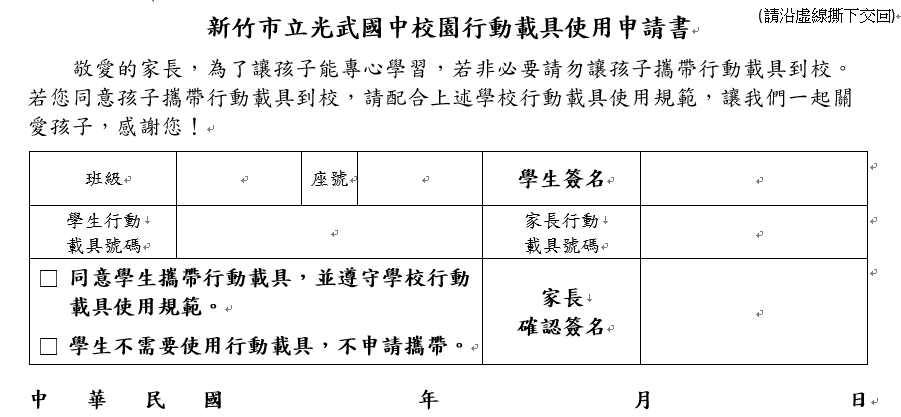 (請沿虛線撕下交回)
新竹市立光武國中校園行動載具使用申請書
敬愛的家長，為了讓孩子能專心學習，若非必要請勿讓孩子攜帶行動載具到校。
若您同意孩子攜帶行動載具到校，請配合上述學校行動載具使用規範，讓我們一起關
愛孩子，感謝您！
班級 座號 學生簽名
學生行動 家長行動
載具號碼 載具號碼
□ 同意學生攜帶行動載具，並遵守學校行動
載具使用規範。
家長
確認簽名
□ 學生不需要使用行動載具，不申請攜帶。
中 華 民 國 年 月 日